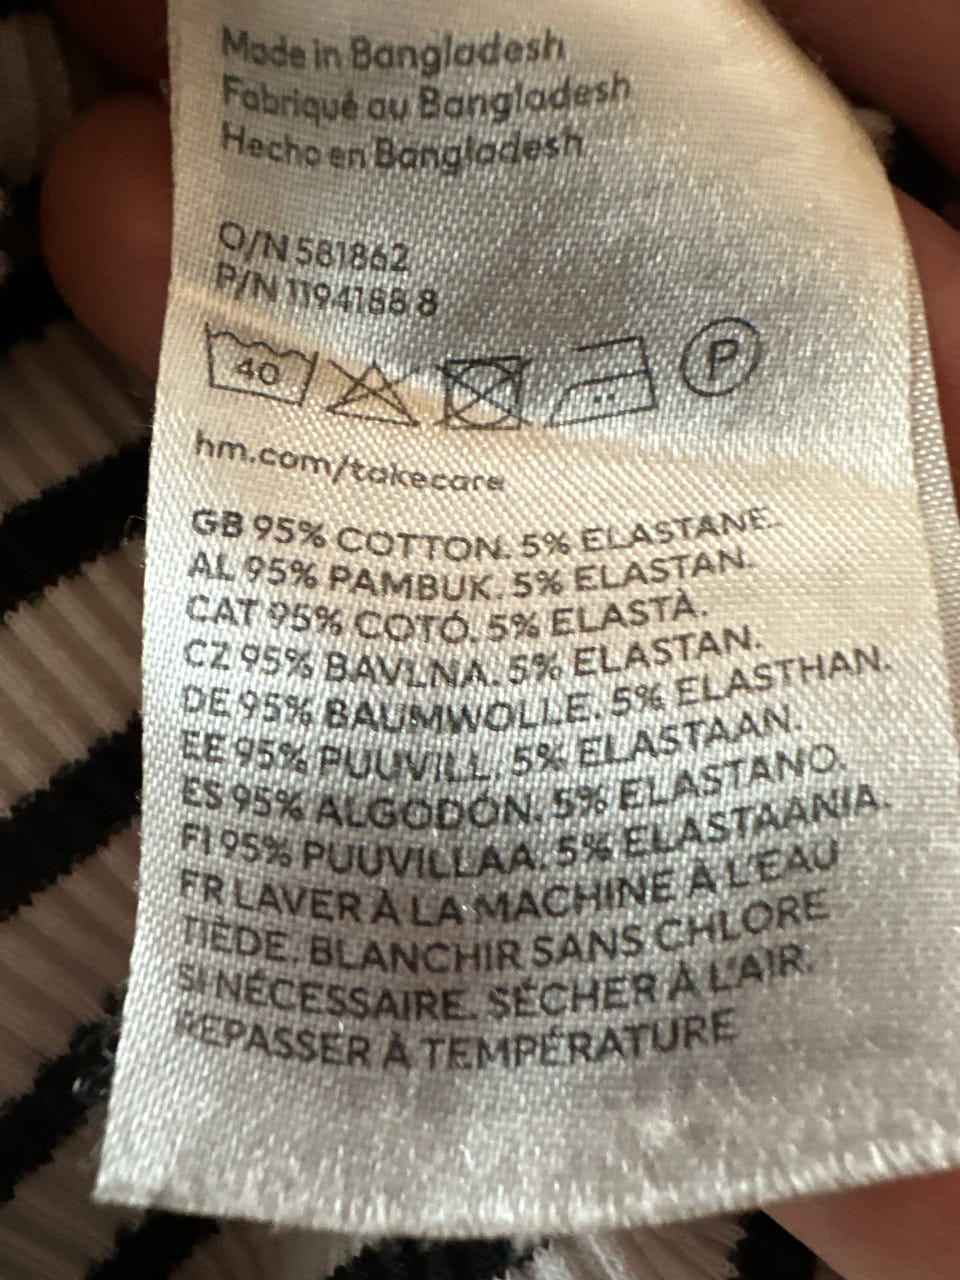 Made in Bangladesh
Fabriqué au Bangladesh
Hecho en Bangladesh
O/N 581862
P/N 1194188 8
40
P
hm.com/takecare
GB 95% COTTON. 5% ELASTANE.
AL 95% PAMBUK. 5% ELASTAN.
CAT 95% COTÓ. 5% ELASTÀ.
CZ 95% BAVLNA. 5% ELASTAN.
DE 95% BAUMWOLLE. 5% ELASTHAN.
EE 95% PUUVILL. 5% ELASTAAN.
ES 95% ALGODÓN. 5% ELASTANO.
FI 95% PUUVILLAA. 5% ELASTAANIA.
FR LAVER À LA MACHINE À L'EAU
TIÈDE. BLANCHIR SANS CHLORE
SI NÉCESSAIRE. SÉCHER À L'AIR.
REPASSER À TEMPÉRATURE